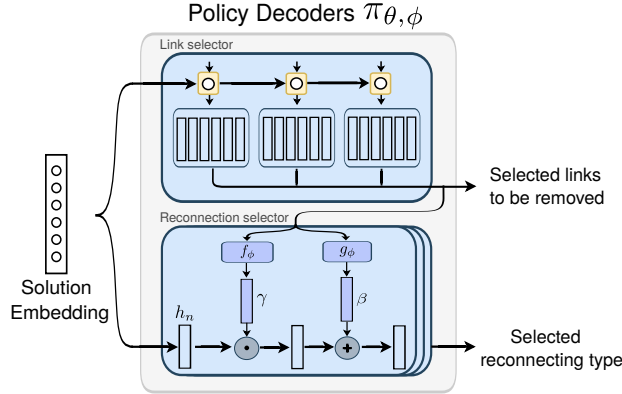 Policy Decoders π_{θ,ϕ}
Link selector
Selected links
to be removed
Reconnection selector
f_ϕ
g_ϕ
γ
β
Solution
Embedding
h_n
Selected
reconnecting type